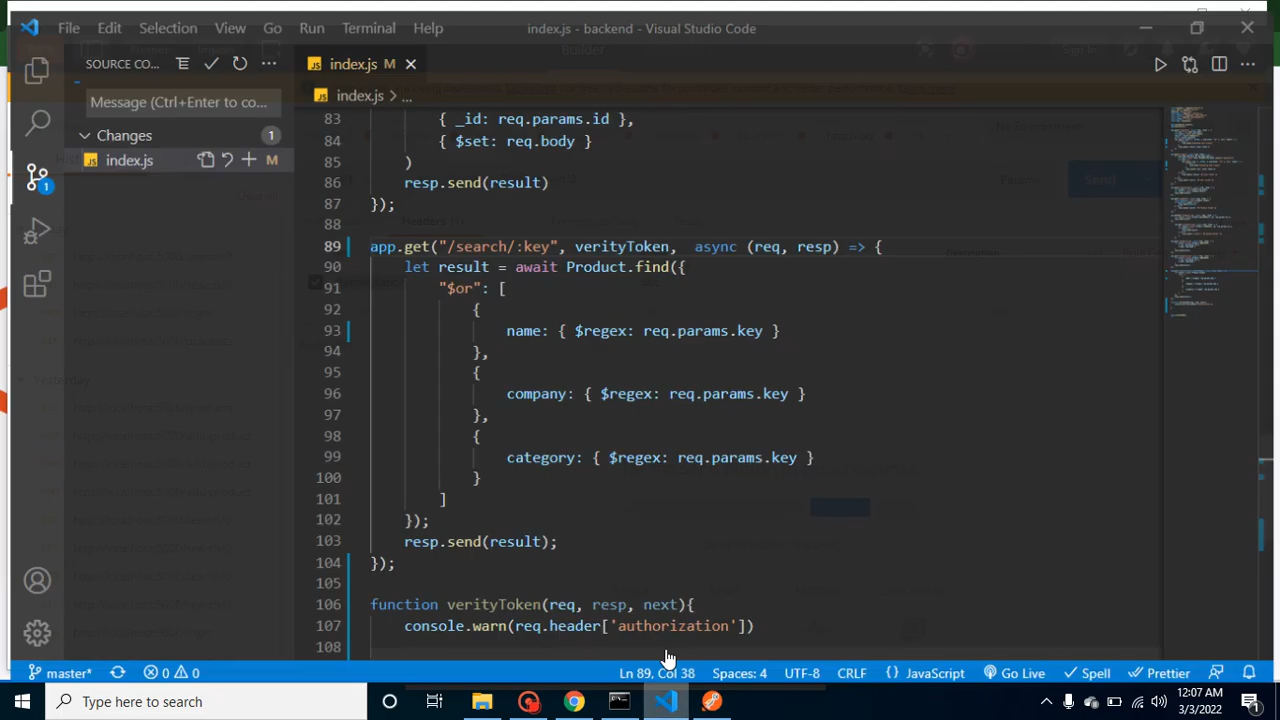 File Edit Selection View Go Run Terminal Help
index.js - backend - Visual Studio Code
SOURCE CO...
index.js M
Message (Ctrl+Enter to co...
index.js > ...
Changes 1
index.js M
83 { _id: req.params.id },
84 { $set: req.body }
85 )
86 resp.send(result)
87 });
88
89 app.get("/search/:key", verityToken, async (req, resp) => {
90 let result = await Product.find({
91 "$or": [
92 {
93 name: { $regex: req.params.key }
94 },
95 {
96 company: { $regex: req.params.key }
97 },
98 {
99 category: { $regex: req.params.key }
100 }
101 ]
102 });
103 resp.send(result);
104 });
105
106 function verityToken(req, resp, next){
107 console.warn(req.header['authorization'])
108
1
master* 0 0 Ln 89, Col 38 Spaces: 4 UTF-8 CRLF {} JavaScript Go Live Spell Prettier
Type here to search
12:07 AM
3/3/2022
1